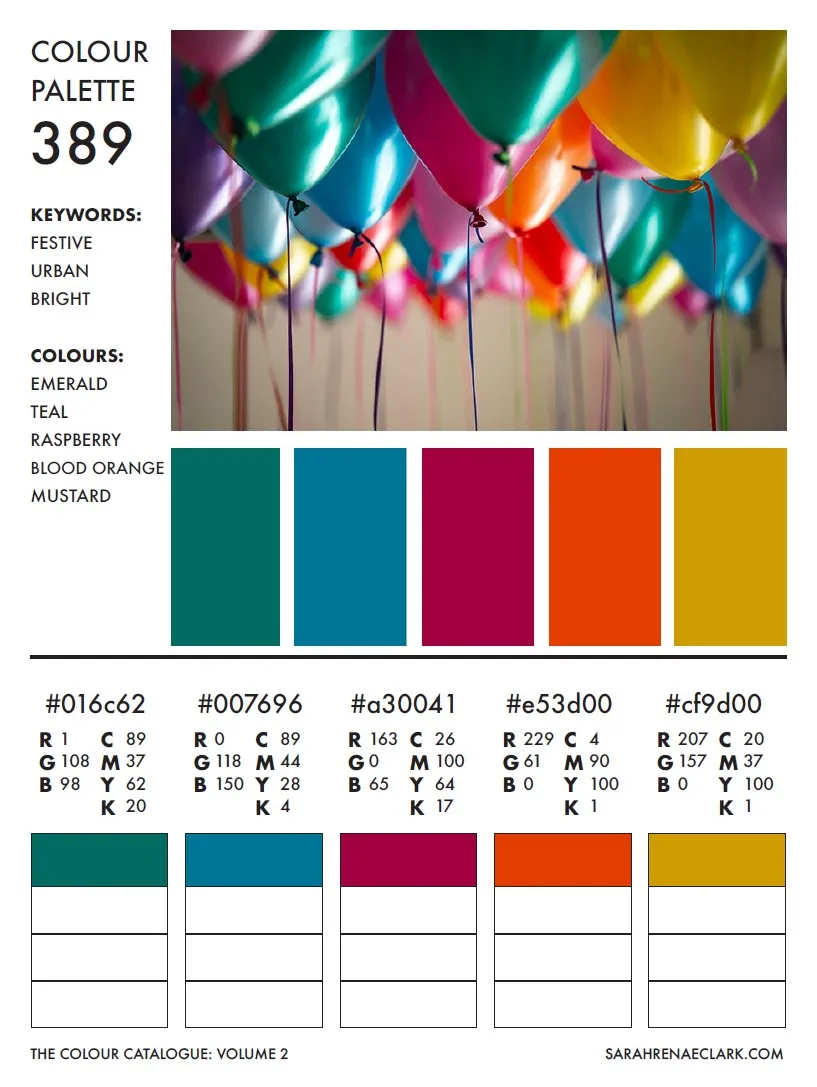 COLOUR
PALETTE
389
KEYWORDS:
FESTIVE
URBAN
BRIGHT
COLOURS:
EMERALD
TEAL
RASPBERRY
BLOOD ORANGE
MUSTARD
#016c62 #007696 #a30041 #e53d00 #cf9d00
R 1 C 89 R 0 C 89 R 163 C 26 R 229 C 4 R 207 C 20
G 108 M 37 G 118 M 44 G 0 M 100 G 61 M 90 G 157 M 37
B 98 Y 62 B 150 Y 28 B 65 Y 64 B 0 Y 100 B 0 Y 100
K 20 K 4 K 17 K 1 K 1
THE COLOUR CATALOGUE: VOLUME 2 SARAHRENAECLARK.COM